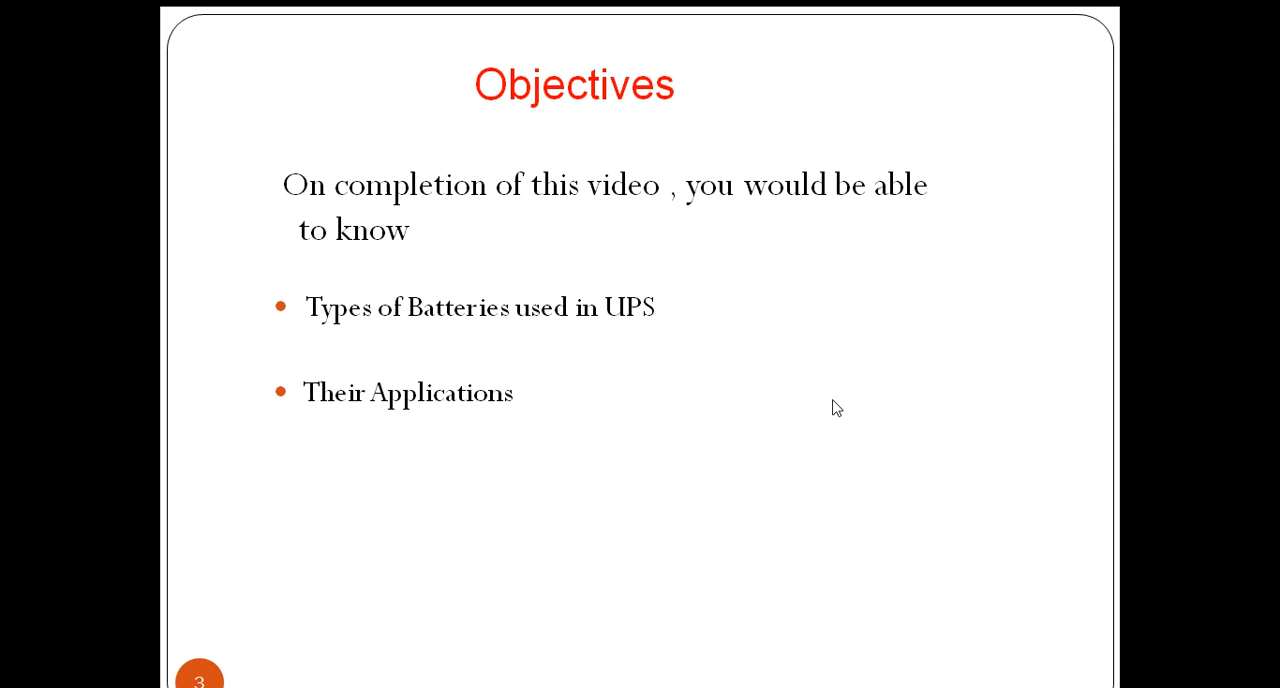 Objectives
On completion of this video , you would be able
to know
• Types of Batteries used in UPS
• Their Applications
3